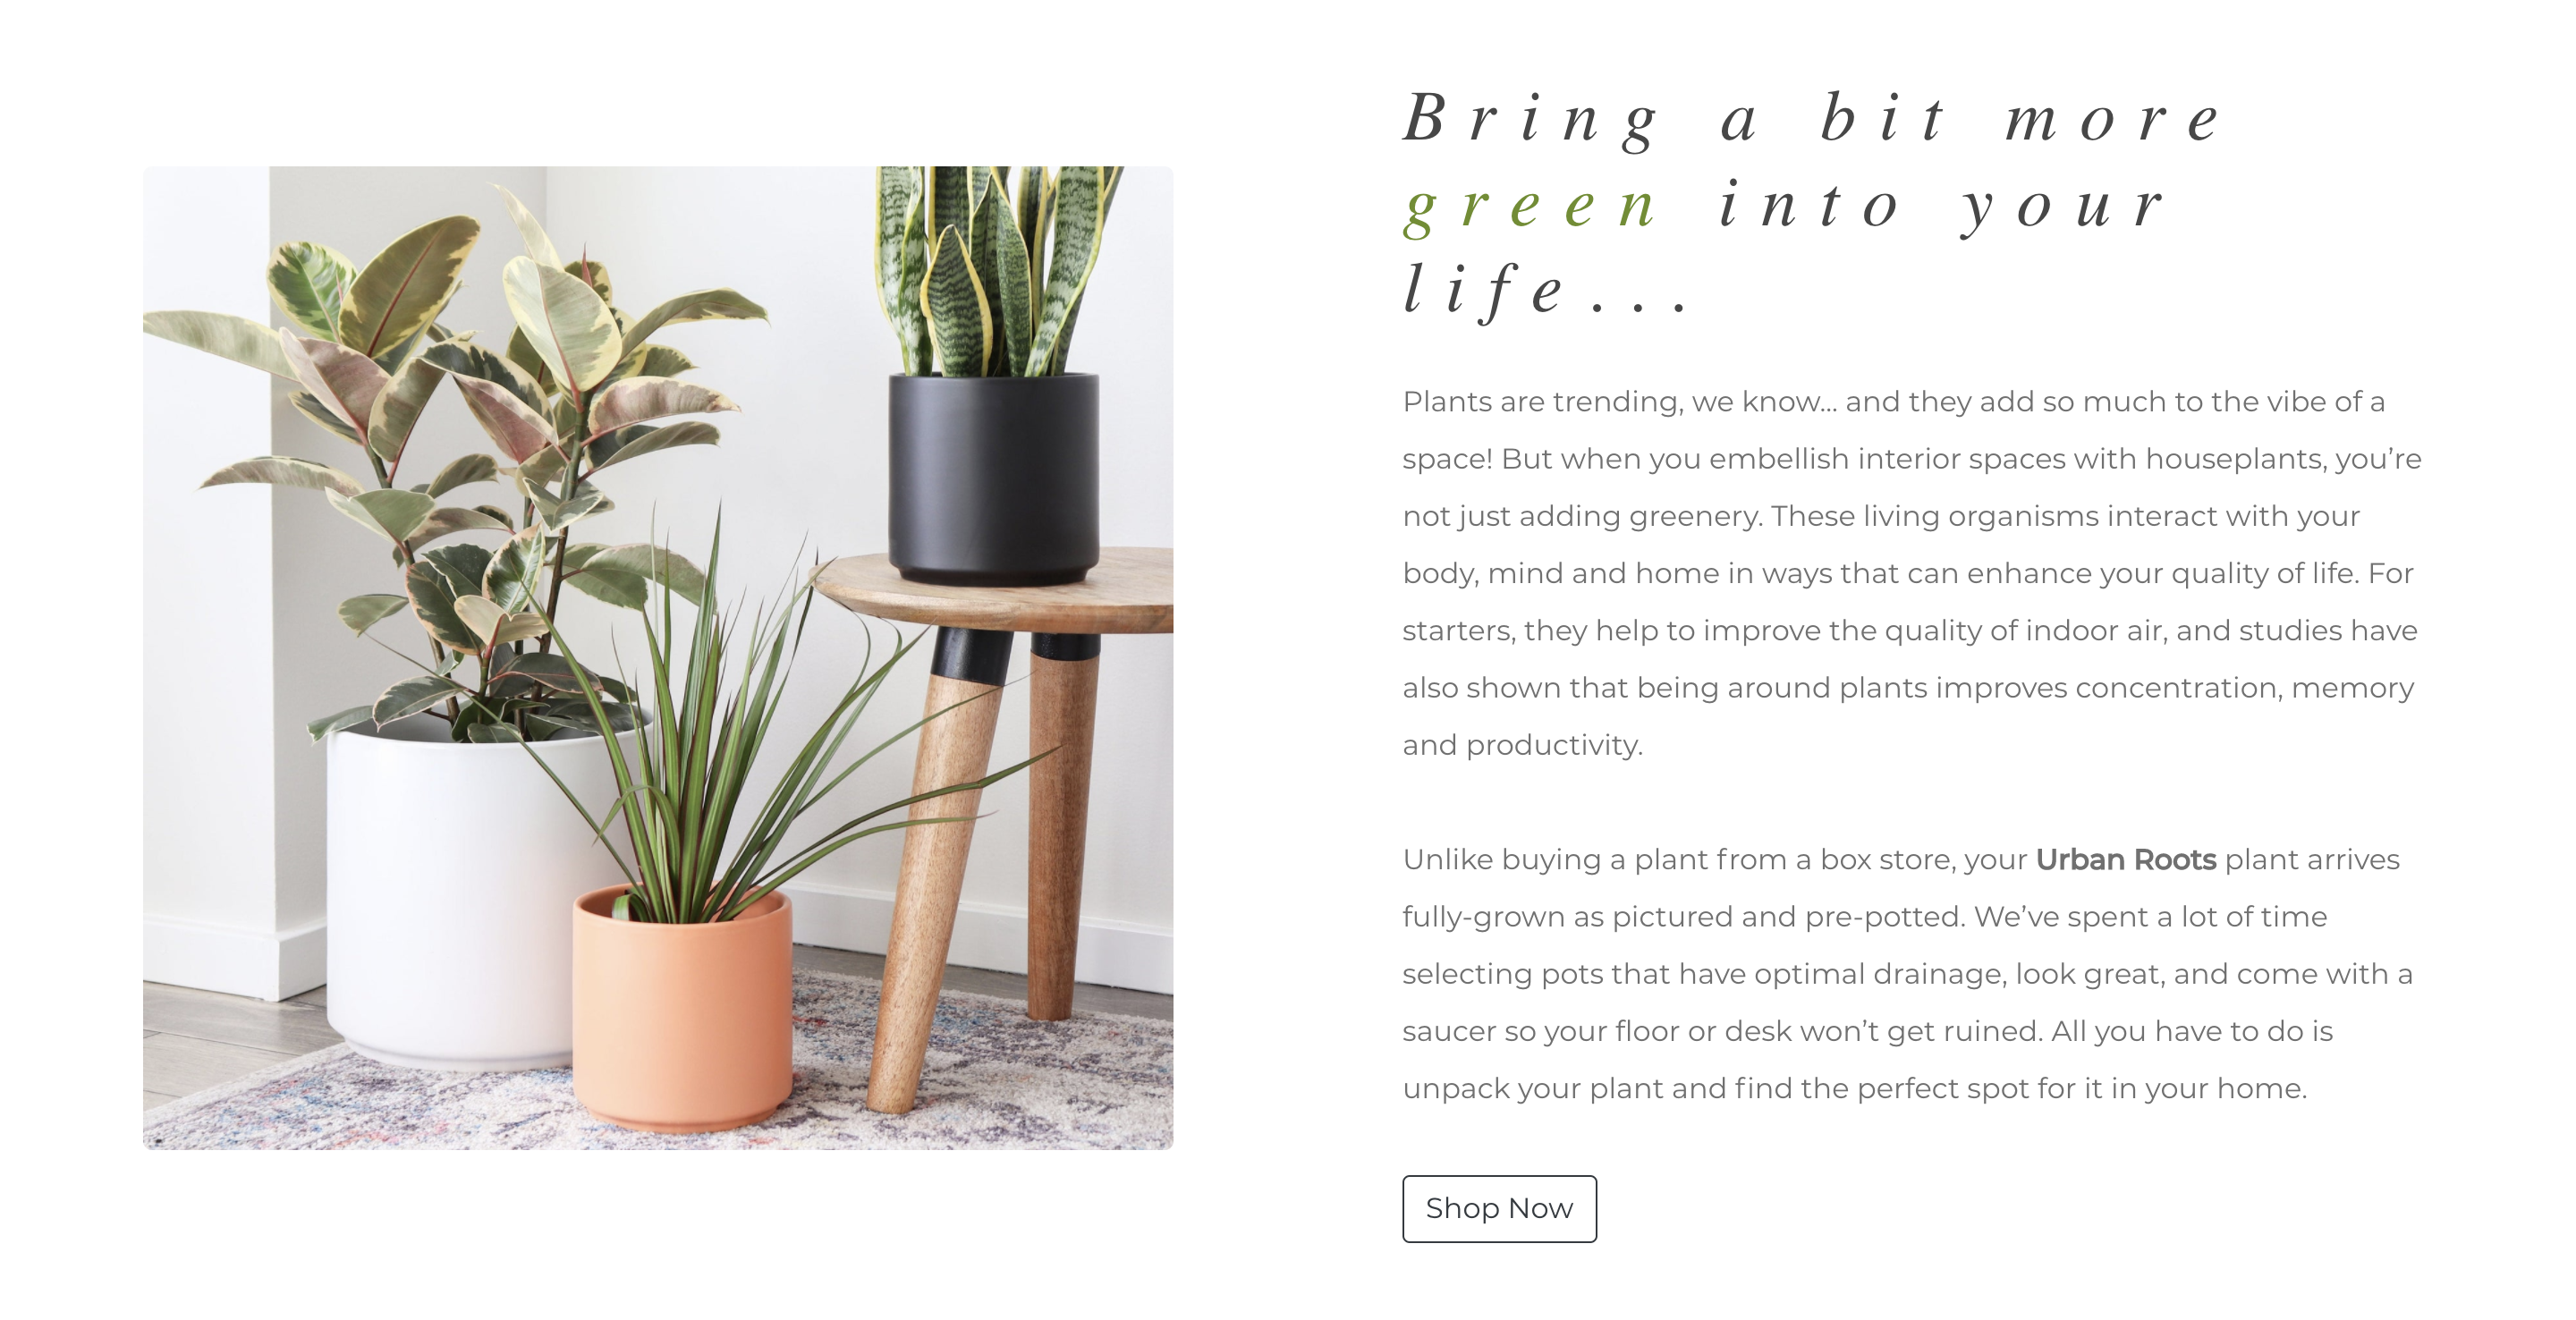 Bring a bit more
green into your
life...
Plants are trending, we know... and they add so much to the vibe of a
space! But when you embellish interior spaces with houseplants, you’re
not just adding greenery. These living organisms interact with your
body, mind and home in ways that can enhance your quality of life. For
starters, they help to improve the quality of indoor air, and studies have
also shown that being around plants improves concentration, memory
and productivity.
Unlike buying a plant from a box store, your Urban Roots plant arrives
fully-grown as pictured and pre-potted. We’ve spent a lot of time
selecting pots that have optimal drainage, look great, and come with a
saucer so your floor or desk won’t get ruined. All you have to do is
unpack your plant and find the perfect spot for it in your home.
Shop Now